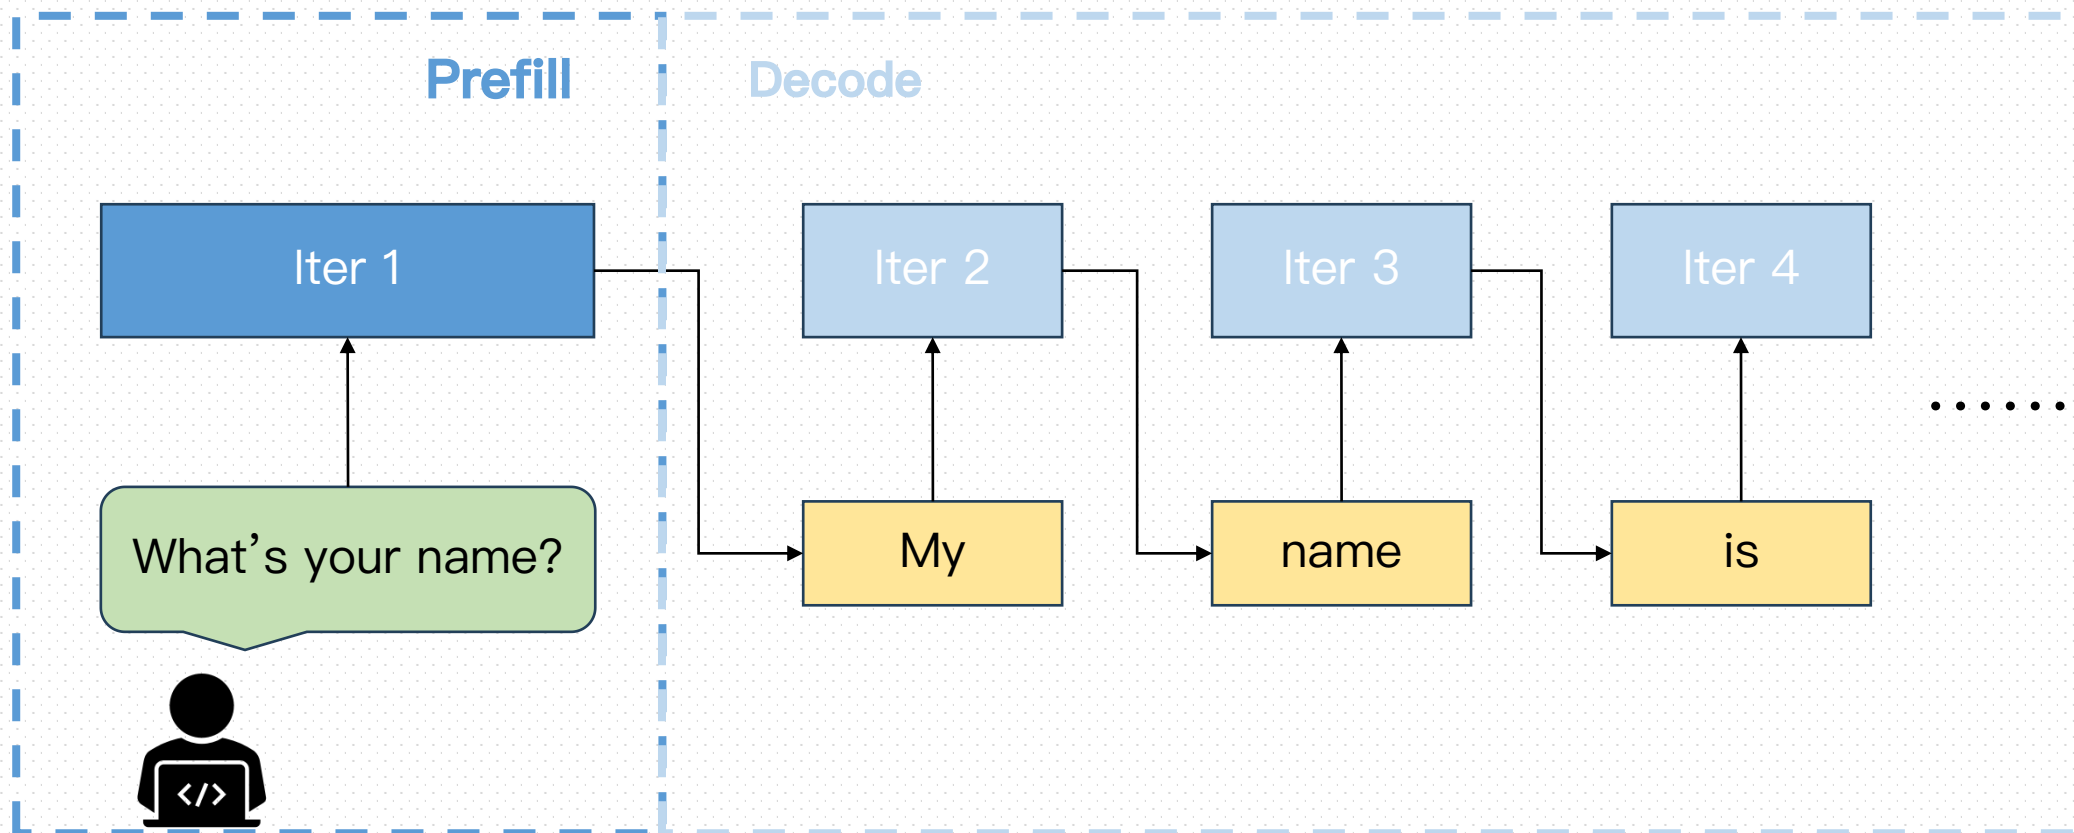 Prefill
Decode
Iter 1
Iter 2
Iter 3
Iter 4
......
What’s your name?
My
name
is
</>